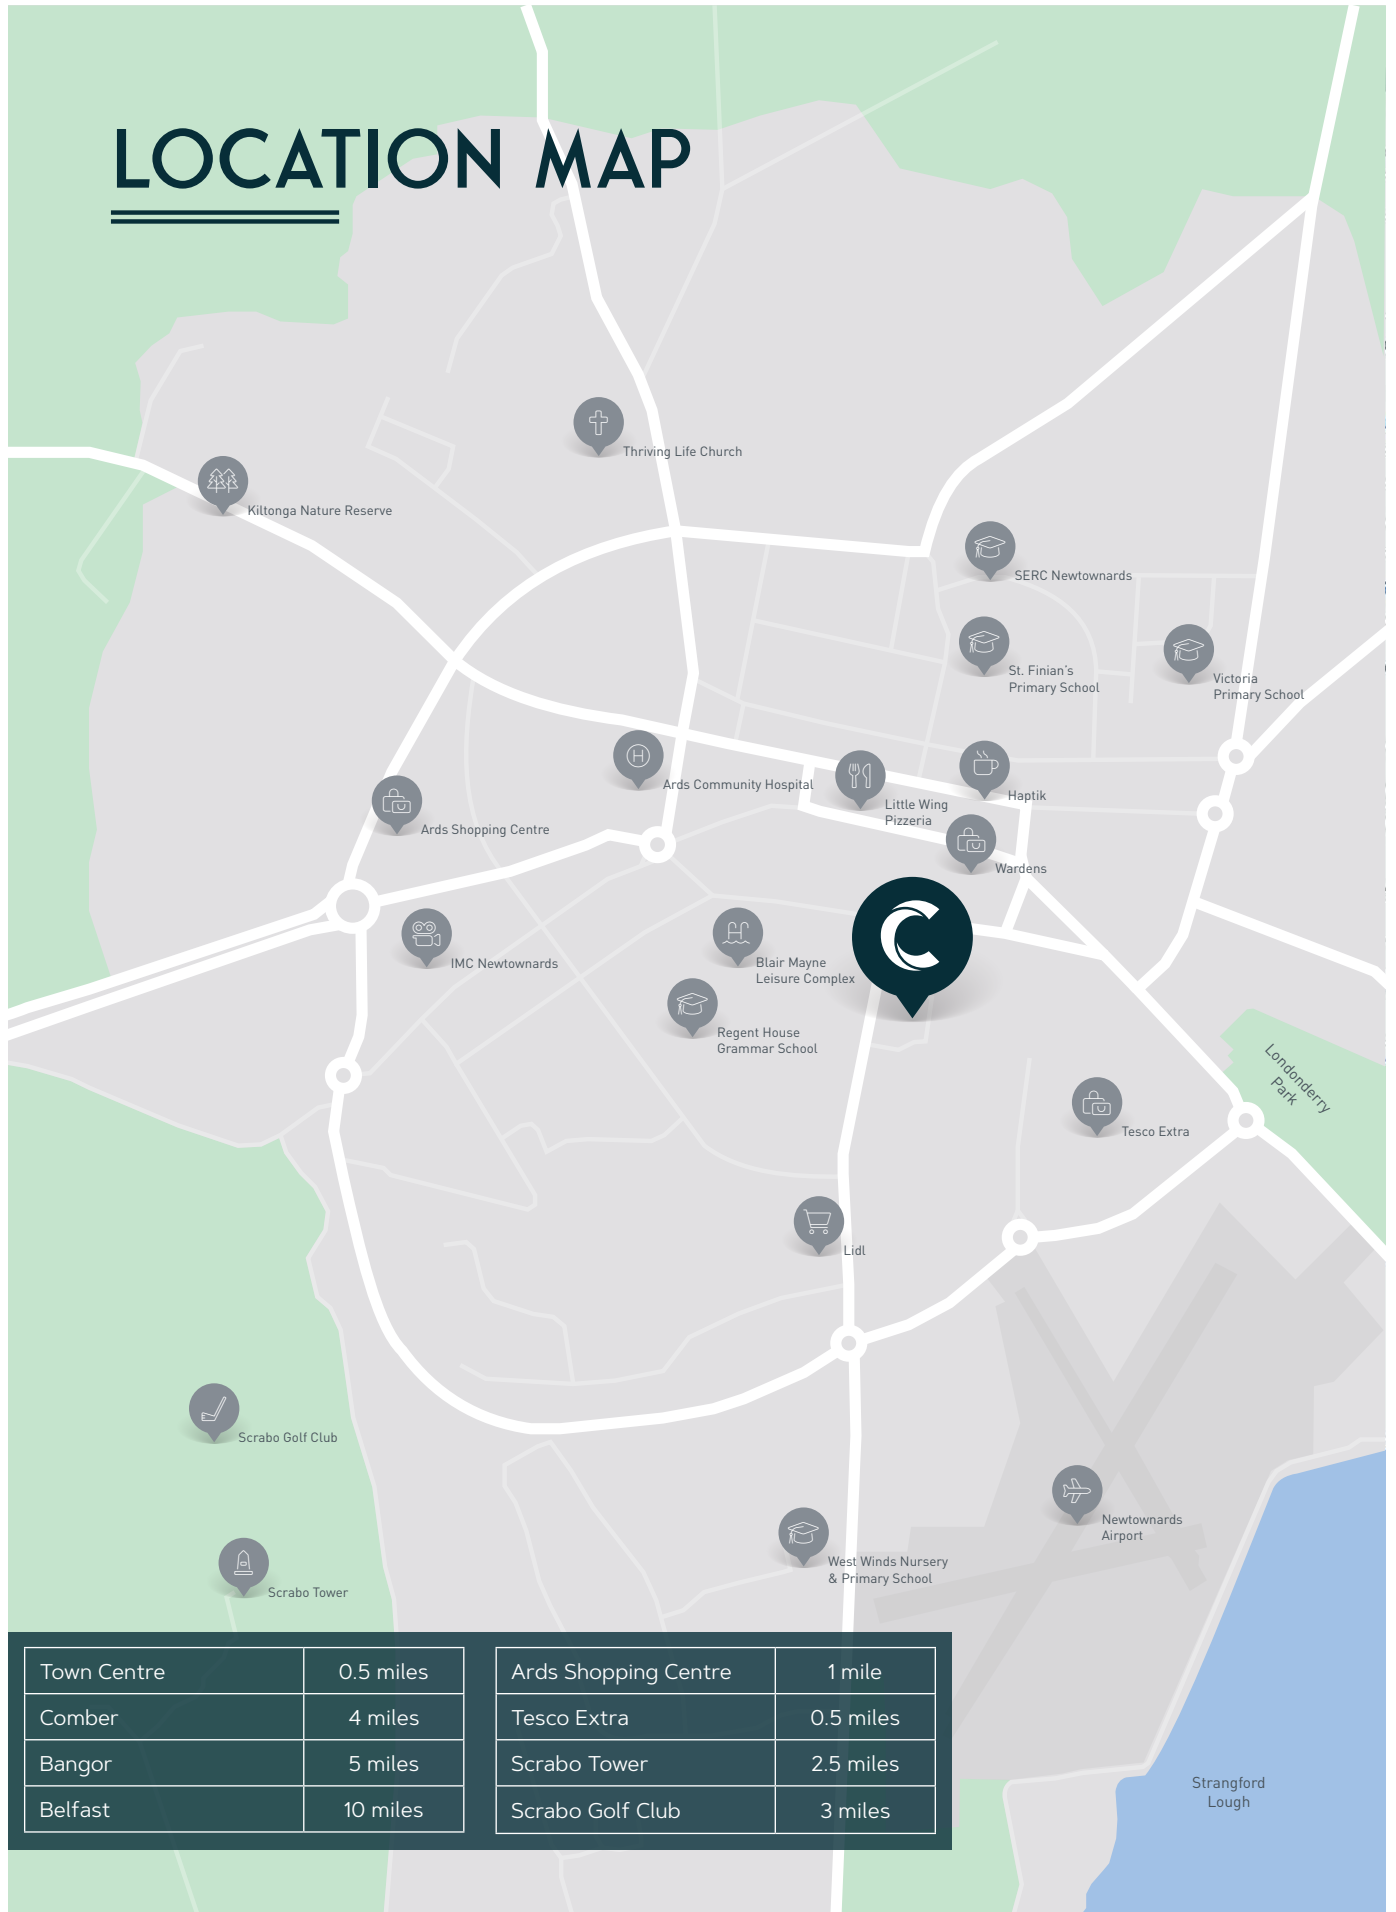 LOCATION MAP
Thriving Life Church
Kiltonga Nature Reserve
SERC Newtownards
St. Finian's
Primary School
Victoria
Primary School
Ards Community Hospital
Little Wing
Pizzeria
Haptik
Ards Shopping Centre
Wardens
IMC Newtownards
Blair Mayne
Leisure Complex
Regent House
Grammar School
Londonderry
Park
Tesco Extra
Lidl
Scrabo Golf Club
Newtownards
Airport
West Winds Nursery
& Primary School
Scrabo Tower
Town Centre 0.5 miles
Comber 4 miles
Bangor 5 miles
Belfast 10 miles
Ards Shopping Centre 1 mile
Tesco Extra 0.5 miles
Scrabo Tower 2.5 miles
Scrabo Golf Club 3 miles
Strangford
Lough